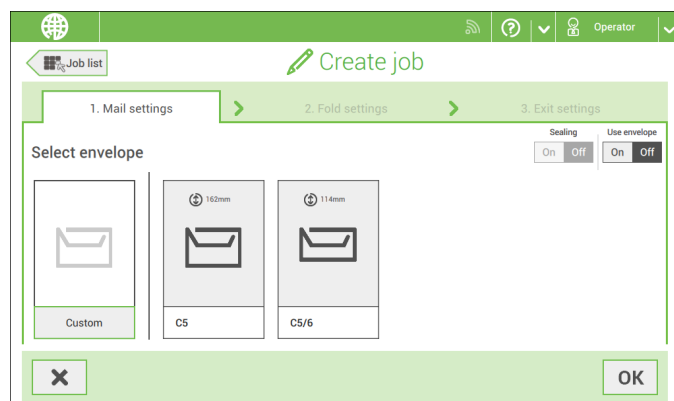 Operator
Job list
Create job
1. Mail settings
2. Fold settings
3. Exit settings
Select envelope
Sealing
Use envelope
On Off
On Off
162mm
114mm
Custom
C5
C5/6
OK